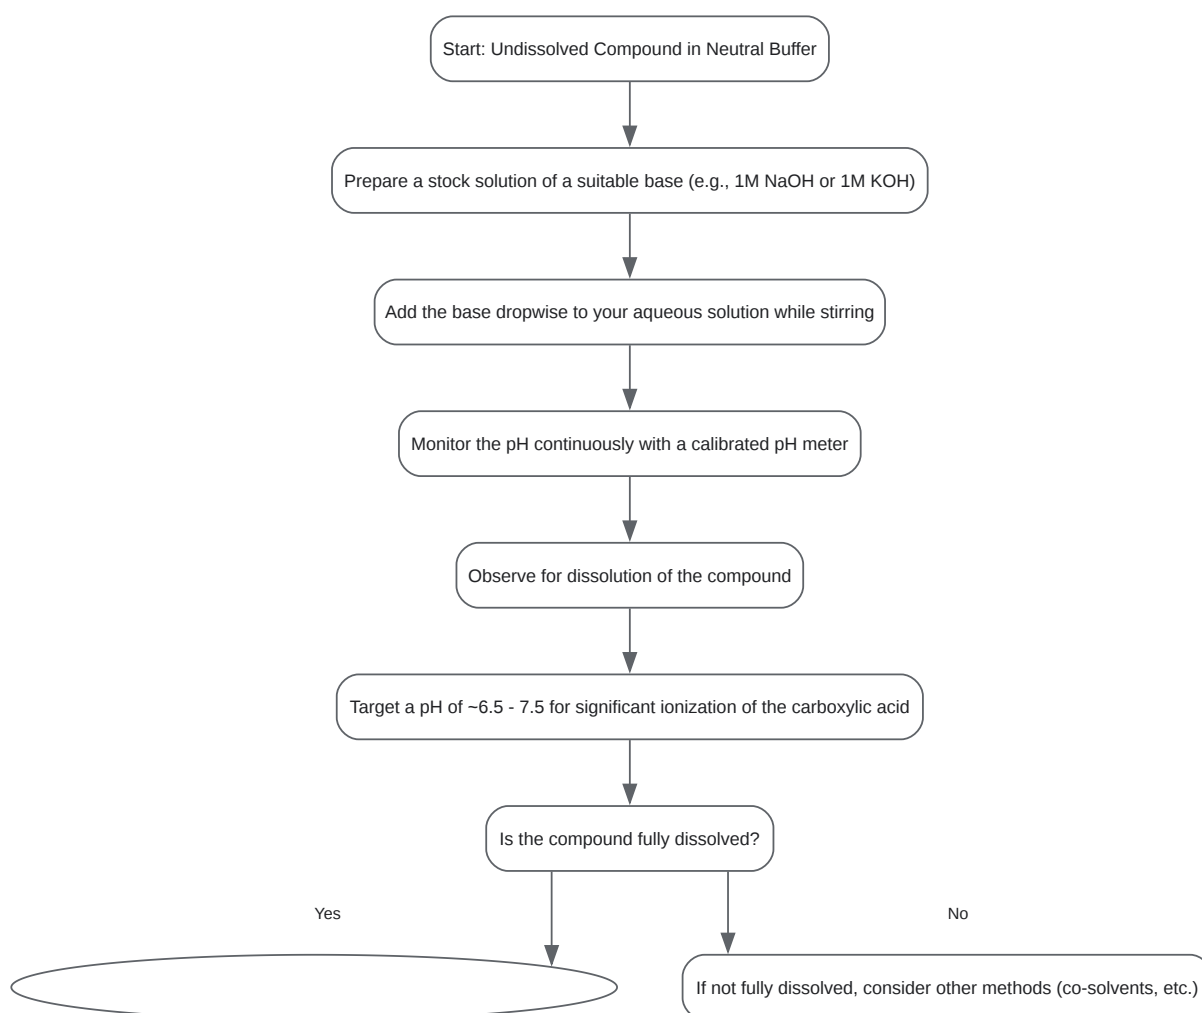 Start: Undissolved Compound in Neutral Buffer
Prepare a stock solution of a suitable base (e.g., 1M NaOH or 1M KOH)
Add the base dropwise to your aqueous solution while stirring
Monitor the pH continuously with a calibrated pH meter
Observe for dissolution of the compound
Target a pH of ~6.5 - 7.5 for significant ionization of the carboxylic acid
Is the compound fully dissolved?
Yes
No
If not fully dissolved, consider other methods (co-solvents, etc.)